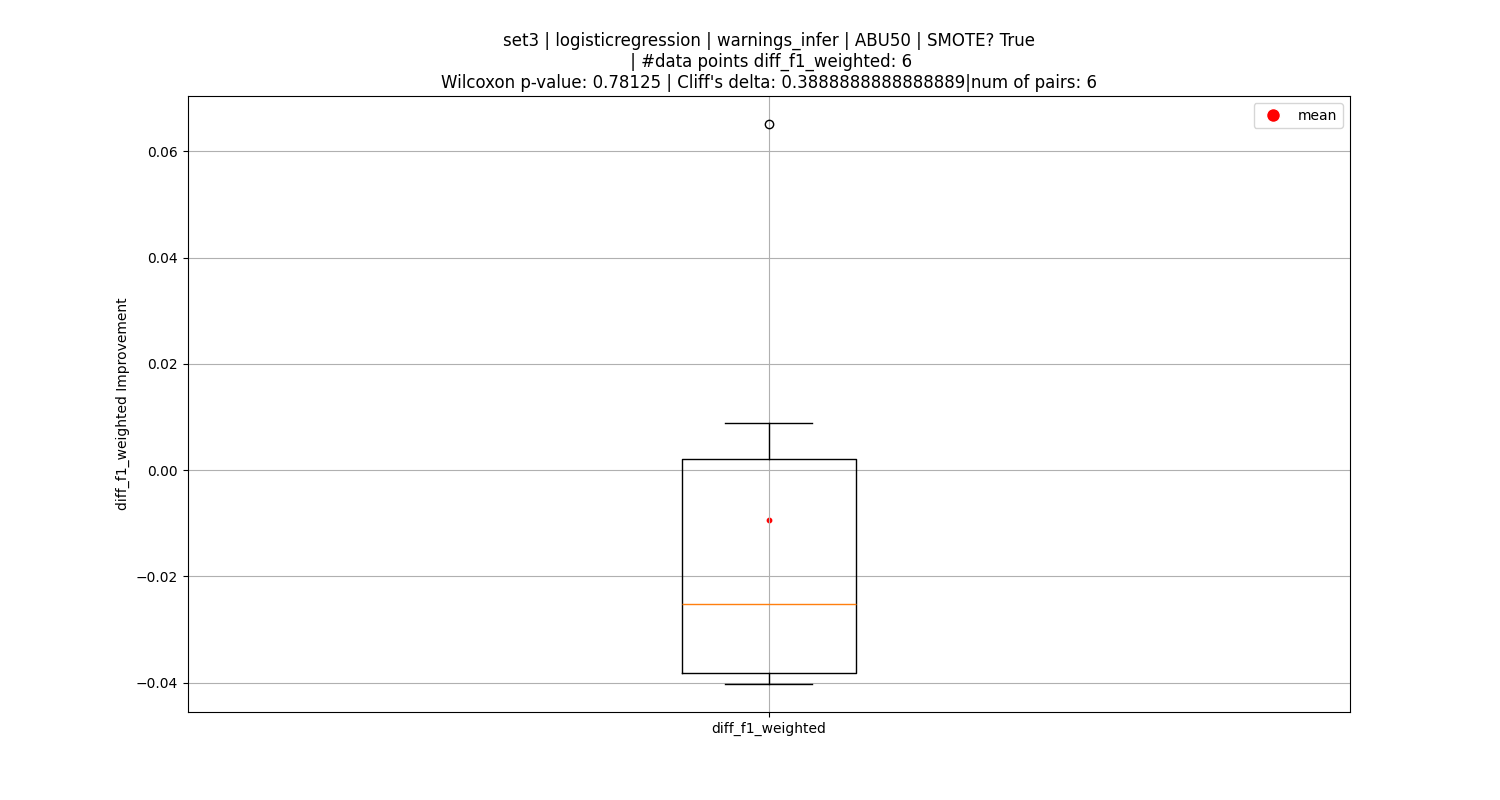 set3 | logisticregression | warnings_infer | ABU50 | SMOTE? True
| #data points diff_f1_weighted: 6
Wilcoxon p-value: 0.78125 | Cliff's delta: 0.3888888888888889|num of pairs: 6
mean
0.06
0.04
0.02
0.00
−0.02
−0.04
diff_f1_weighted Improvement
diff_f1_weighted